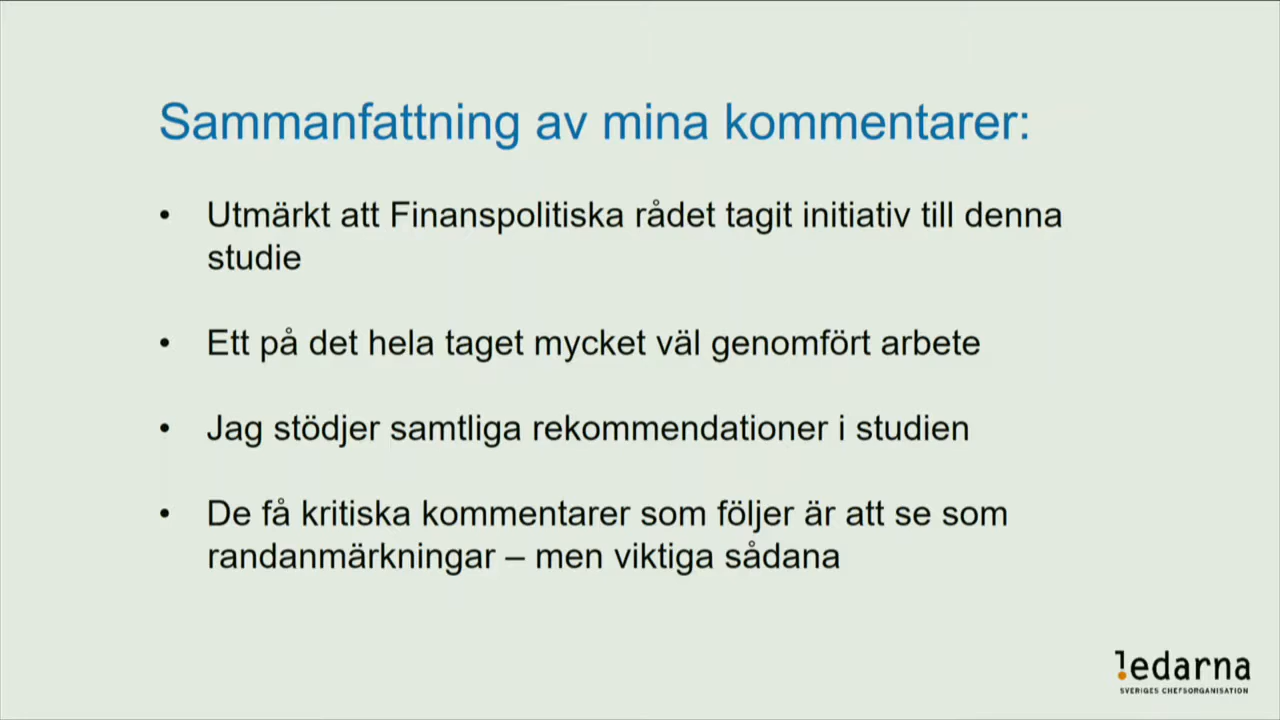 Sammanfattning av mina kommentarer:
• Utmärkt att Finanspolitiska rådet tagit initiativ till denna
studie
• Ett på det hela taget mycket väl genomfört arbete
• Jag stödjer samtliga rekommendationer i studien
• De få kritiska kommentarer som följer är att se som
randanmärkningar – men viktiga sådana
ledarna
SVERIGES CHEFSORGANISATION